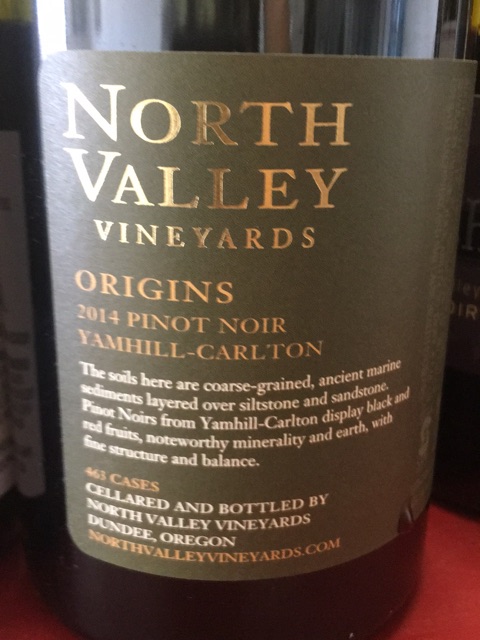 NORTH
VALLEY
VINEYARDS
ORIGINS
2014 PINOT NOIR
YAMHILL-CARLTON
The soils here are coarse-grained, ancient marine
sediments layered over siltstone and sandstone.
Pinot Noirs from Yamhill-Carlton display black and
red fruits, noteworthy minerality and earth, with
fine structure and balance.
463 CASES
CELLARED AND BOTTLED BY
NORTH VALLEY VINEYARDS
DUNDEE, OREGON
NORTHVALLEYVINEYARDS.COM